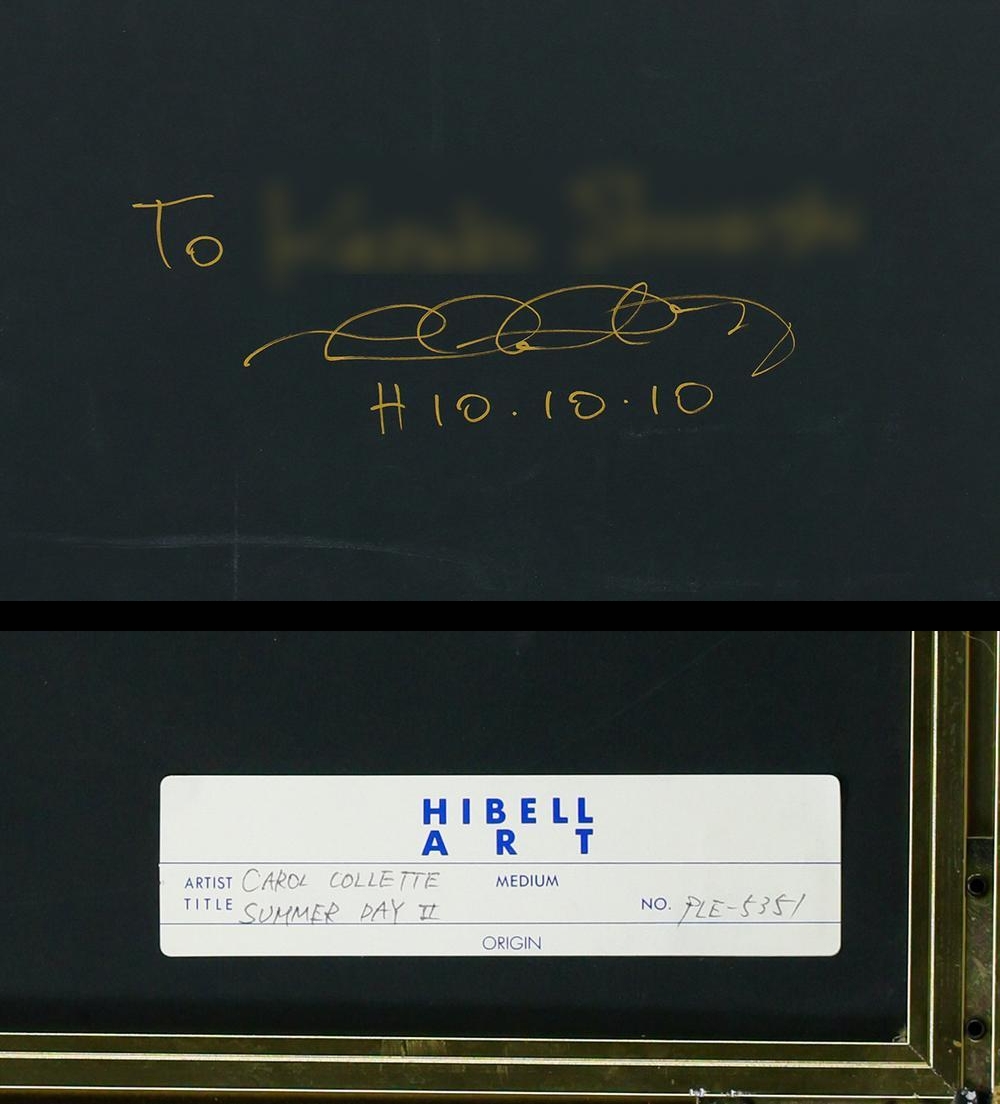 To
H10.10.10
HIBELL
ART
ARTIST CAROL COLLETTE MEDIUM
TITLE SUMMER DAY II NO. PLE-5351
ORIGIN